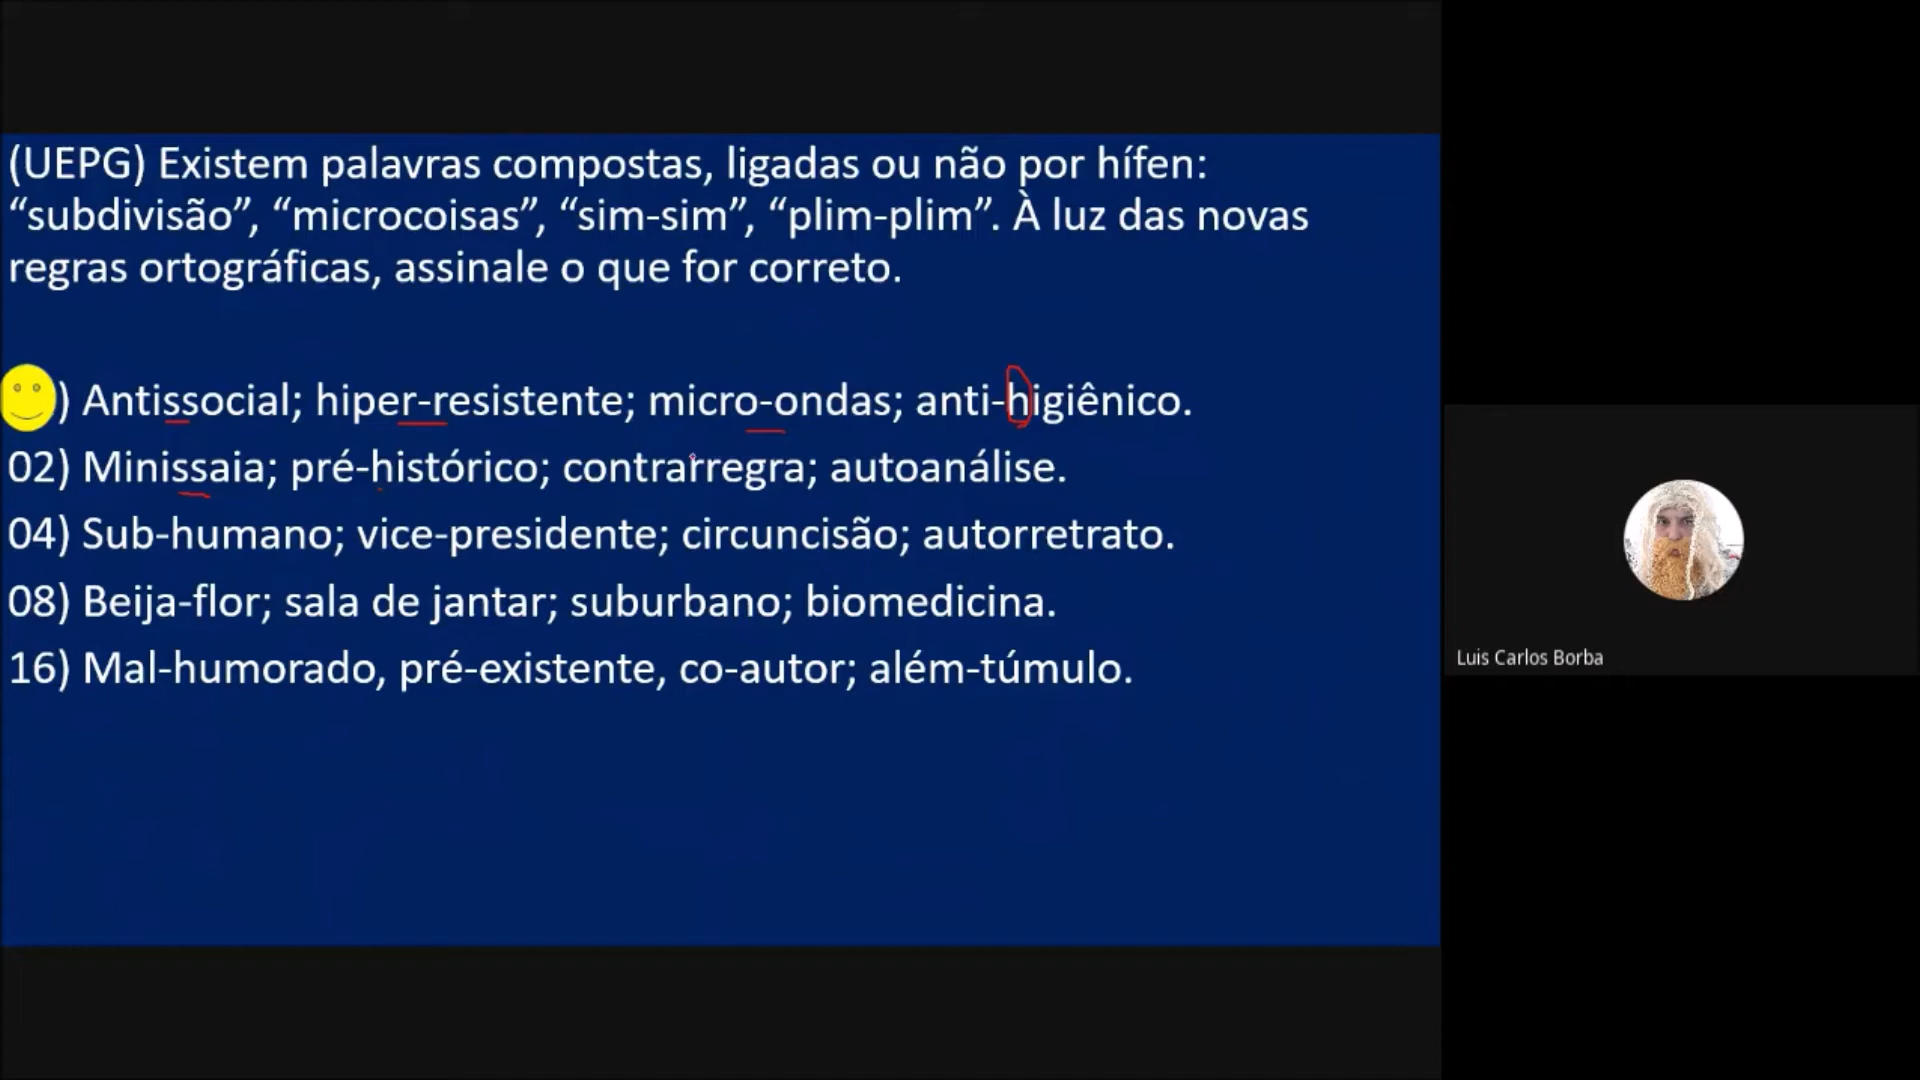 (UEPG) Existem palavras compostas, ligadas ou não por hífen:
“subdivisão”, “microcoisas”, “sim-sim”, “plim-plim”. À luz das novas
regras ortográficas, assinale o que for correto.
) Antissocial; hiper-resistente; micro-ondas; anti-higiênico.
02) Minissaia; pré-histórico; contrarregra; autoanálise.
04) Sub-humano; vice-presidente; circuncisão; autorretrato.
08) Beija-flor; sala de jantar; suburbano; biomedicina.
16) Mal-humorado, pré-existente, co-autor; além-túmulo.
Luis Carlos Borba